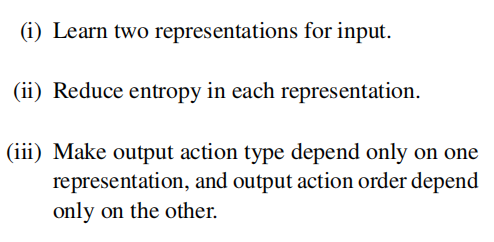 (i) Learn two representations for input.
(ii) Reduce entropy in each representation.
(iii) Make output action type depend only on one
representation, and output action order depend
only on the other.